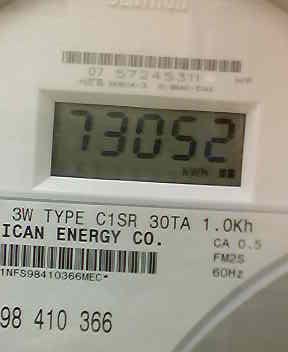 07 57245311
73052
kWh
3W TYPE C1SR 30TA 1.0Kh
ICAN ENERGY CO.
CA 0.5
FM2S
60Hz
1NFS98410366MEC*
98 410 366